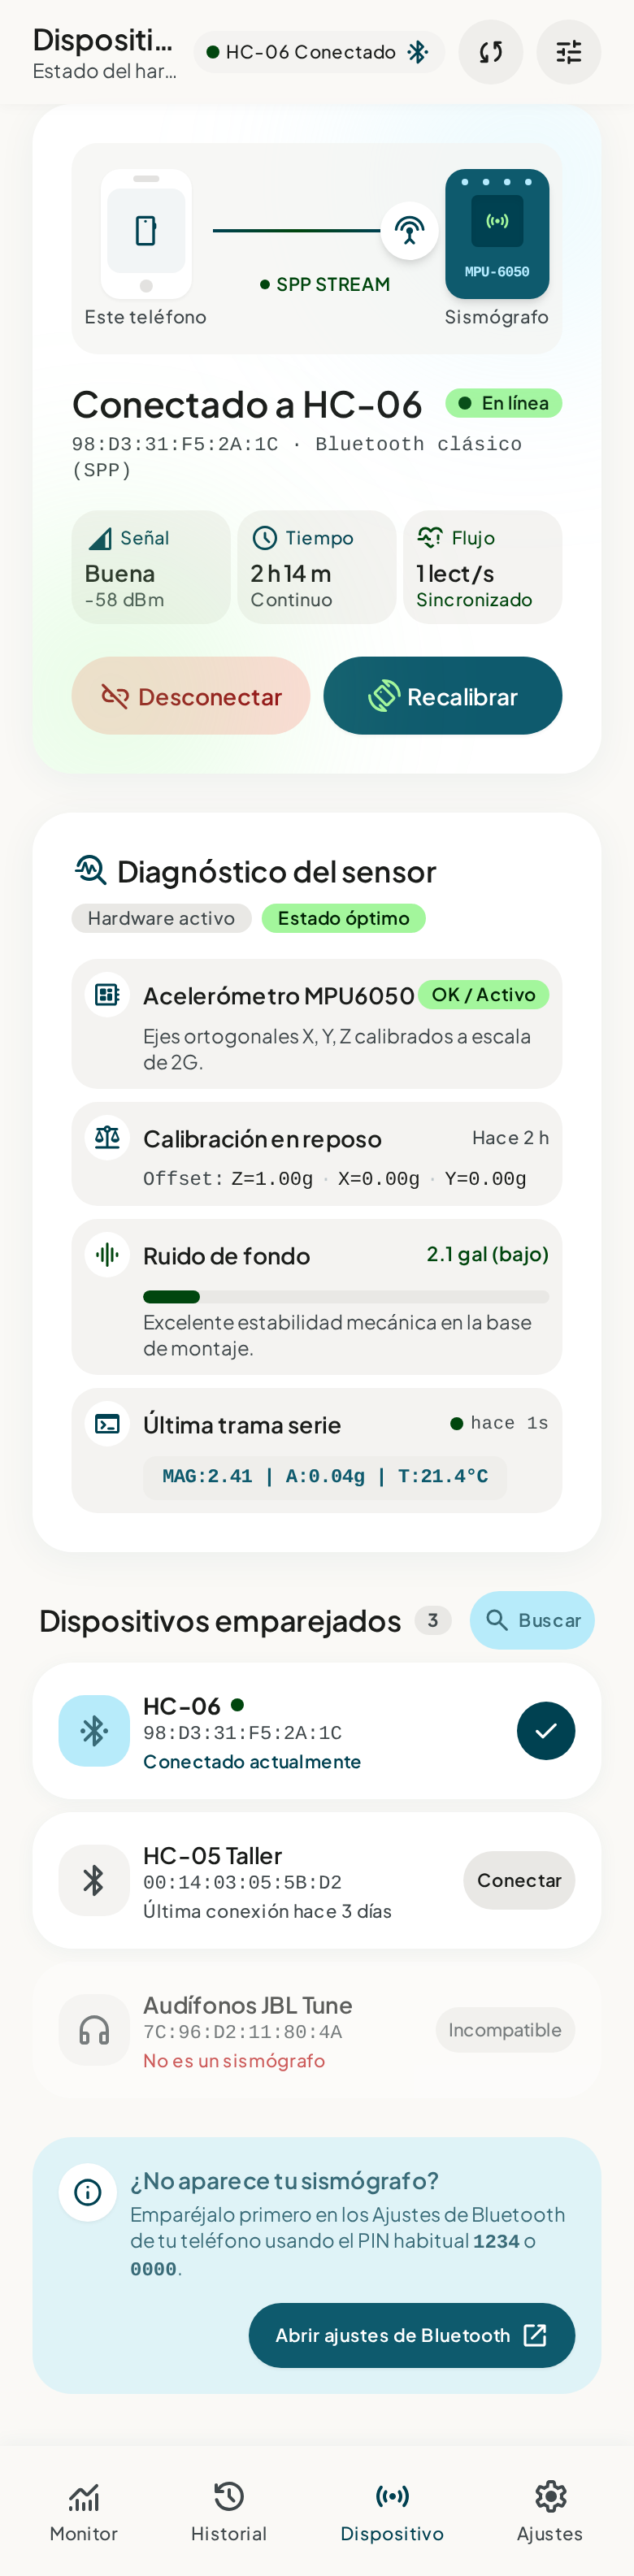 Dispositi...
Estado del har...
HC-06 Conectado
MPU-6050
SPP STREAM
Este teléfono
Sismógrafo
Conectado a HC-06
En línea
98:D3:31:F5:2A:1C · Bluetooth clásico
(SPP)
Señal
Buena
-58 dBm
Tiempo
2 h 14 m
Continuo
Flujo
1 lect/s
Sincronizado
Desconectar
Recalibrar
Diagnóstico del sensor
Hardware activo
Estado óptimo
Acelerómetro MPU6050
OK / Activo
Ejes ortogonales X, Y, Z calibrados a escala
de 2G.
Calibración en reposo
Hace 2 h
Offset: Z=1.00g · X=0.00g · Y=0.00g
Ruido de fondo
2.1 gal (bajo)
Excelente estabilidad mecánica en la base
de montaje.
Última trama serie
hace 1s
MAG:2.41 | A:0.04g | T:21.4°C
Dispositivos emparejados
3
Buscar
HC-06
98:D3:31:F5:2A:1C
Conectado actualmente
HC-05 Taller
00:14:03:05:5B:D2
Última conexión hace 3 días
Conectar
Audífonos JBL Tune
7C:96:D2:11:80:4A
No es un sismógrafo
Incompatible
¿No aparece tu sismógrafo?
Emparéjalo primero en los Ajustes de Bluetooth
de tu teléfono usando el PIN habitual 1234 o
0000.
Abrir ajustes de Bluetooth
Monitor
Historial
Dispositivo
Ajustes